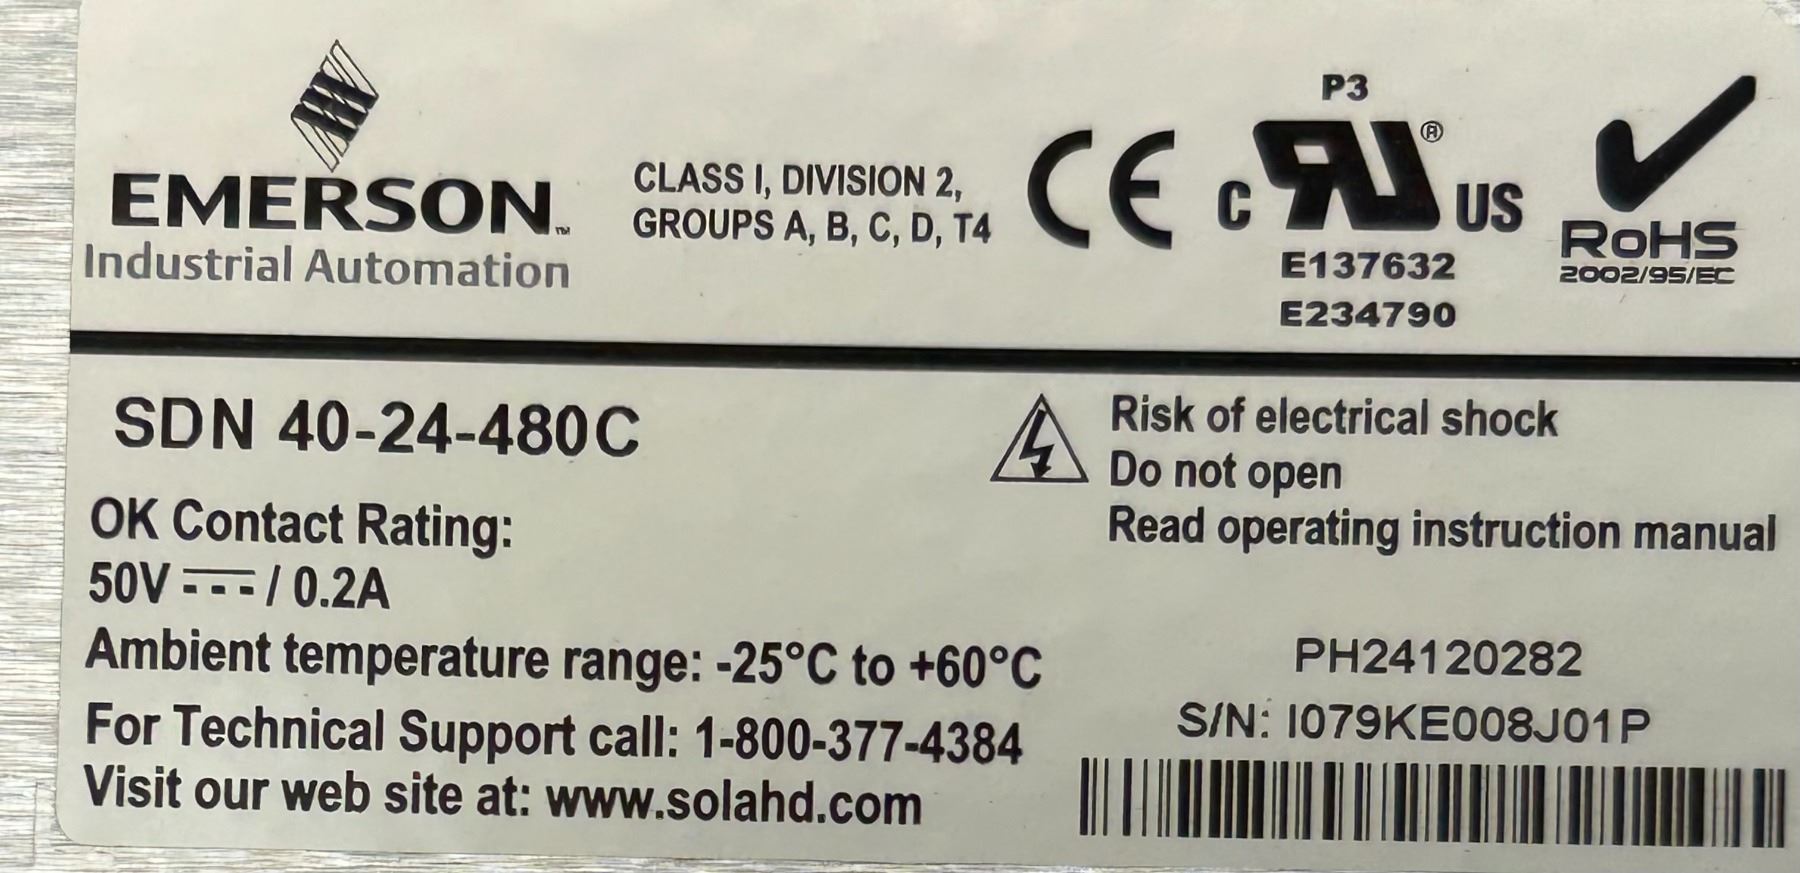 EMERSON™
Industrial Automation
CLASS I, DIVISION 2,
GROUPS A, B, C, D, T4
CE
P3
C UR® US
E137632
E234790
RoHS
2002/95/EC
SDN 40-24-480C
OK Contact Rating:
50V ⎓ / 0.2A
Ambient temperature range: -25°C to +60°C
For Technical Support call: 1-800-377-4384
Visit our web site at: www.solahd.com
Risk of electrical shock
Do not open
Read operating instruction manual
PH24120282
S/N: I079KE008J01P